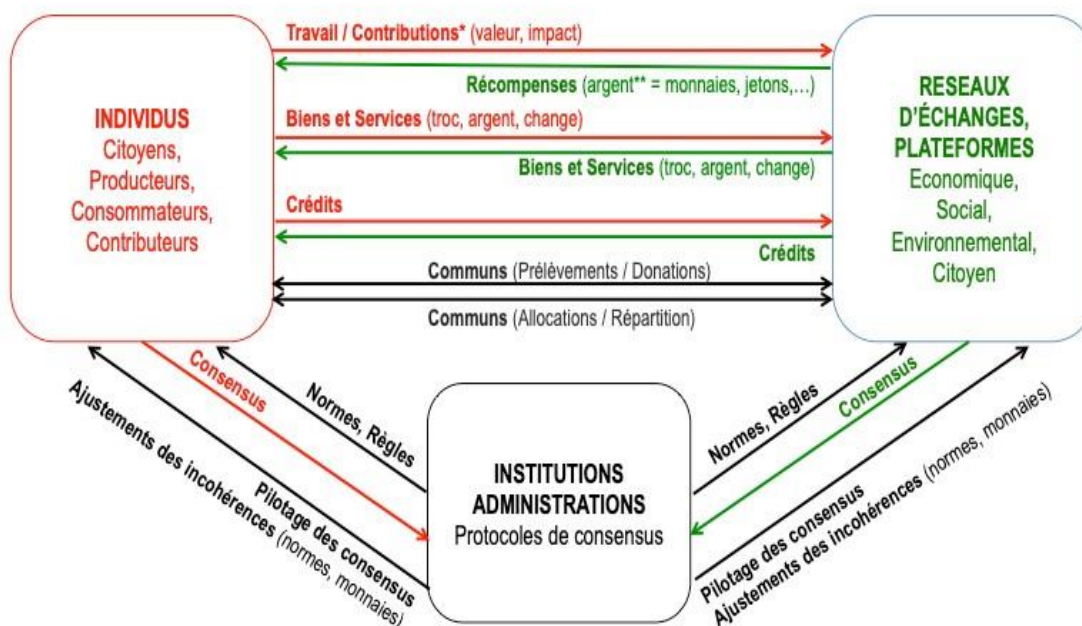 Travail / Contributions* (valeur, impact)
Récompenses (argent** = monnaies, jetons,…)
Biens et Services (troc, argent, change)
Biens et Services (troc, argent, change)
Crédits
Crédits
Communs (Prélèvements / Donations)
Communs (Allocations / Répartition)
INDIVIDUS
Citoyens,
Producteurs,
Consommateurs,
Contributeurs
RESEAUX
D'ÉCHANGES,
PLATEFORMES
Economique,
Social,
Environnemental,
Citoyen
Consensus
Normes, Règles
Pilotage des consensus
Ajustements des incohérences (normes, monnaies)
INSTITUTIONS
ADMINISTRATIONS
Protocoles de consensus
Normes, Règles
Consensus
Pilotage des consensus
Ajustements des incohérences (normes, monnaies)